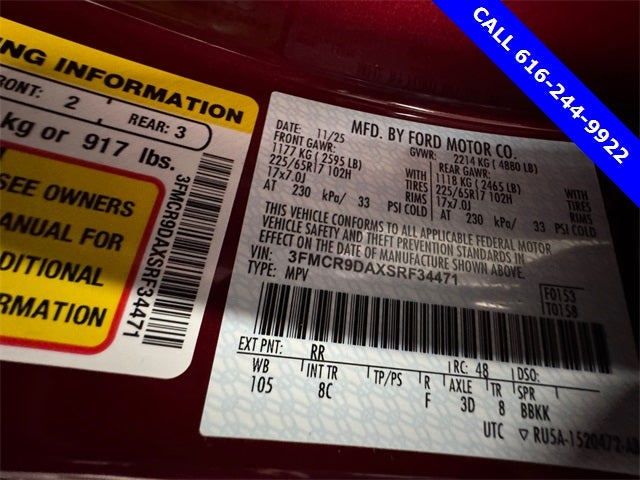 CALL 616-244-9922
NG INFORMATION
RONT: 2 REAR: 3
kg or 917 lbs.
SEE OWNERS
ANUAL FOR
DITIONAL
RMATION
3FMCR9DAXSRF34471
MFD. BY FORD MOTOR CO.
DATE: 11/25 GVWR: 2214 KG ( 4880 LB)
FRONT GAWR: REAR GAWR:
1177 KG ( 2595 LB) WITH 1118 KG ( 2465 LB) WITH
225/65R17 102H TIRES 225/65R17 102H TIRES
17x7.0J RIMS 17x7.0J RIMS
AT 230 kPa/ 33 PSI COLD AT 230 kPa/ 33 PSI COLD
THIS VEHICLE CONFORMS TO ALL APPLICABLE FEDERAL MOTOR
VEHICLE SAFETY AND THEFT PREVENTION STANDARDS IN
EFFECT ON THE DATE OF MANUFACTURE SHOWN ABOVE.
VIN: 3FMCR9DAXSRF34471
TYPE: MPV
F0153
T0158
EXT PNT: RR RC: 48 DSO:
WB INT TR TP/PS R AXLE TR SPR
105 8C F 3D 8 BBKK
UTC ▽ RU5A-1520472-AB